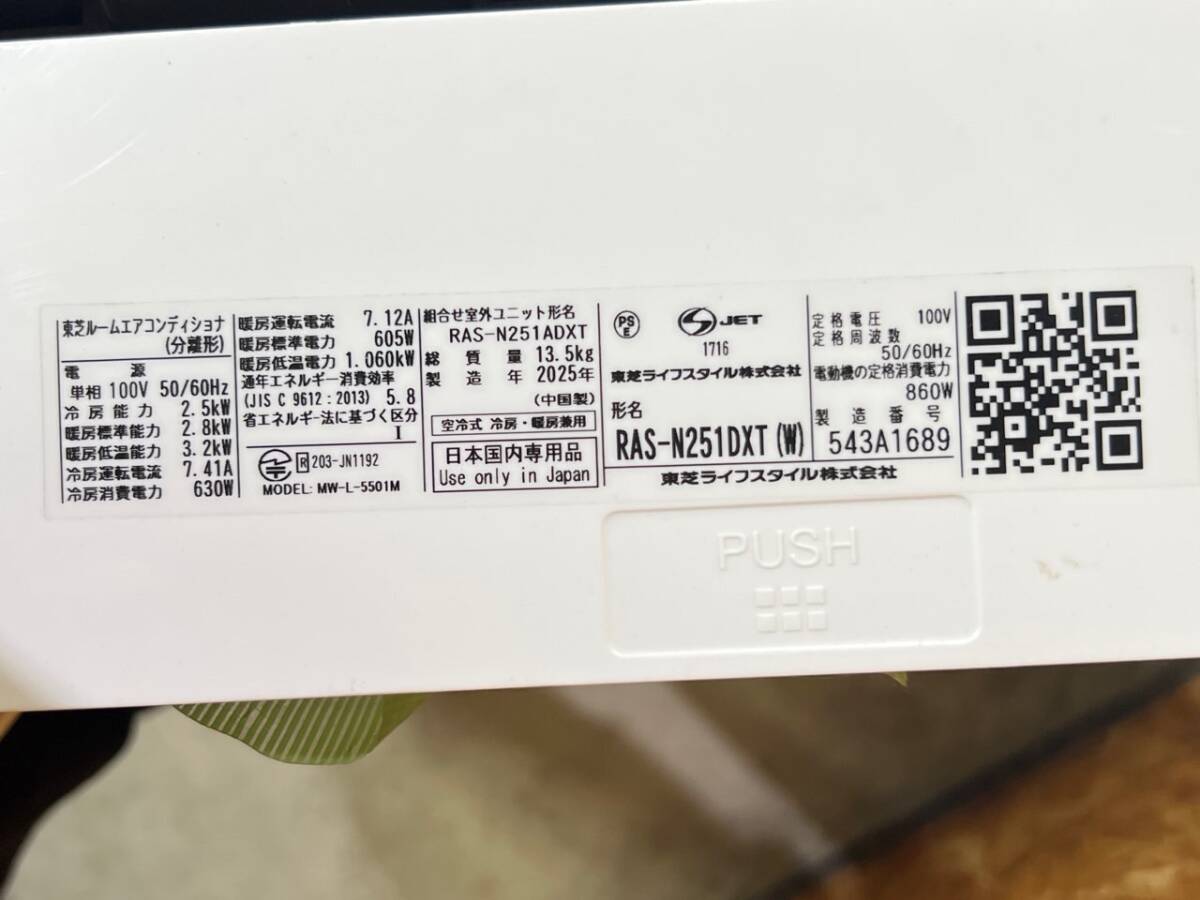 東芝ルームエアコンディショナ
(分離形)
電 源
単相 100V 50/60Hz
冷房能力 2.5kW
暖房標準能力 2.8kW
暖房低温能力 3.2kW
冷房運転電流 7.41A
冷房消費電力 630W
暖房運転電流 7.12A
暖房標準電力 605W
暖房低温電力 1.060kW
通年エネルギー消費効率
(JIS C 9612:2013) 5.8
省エネルギー法に基づく区分
I
R 203-JN1192
MODEL: MW-L-5501M
組合せ室外ユニット形名
RAS-N251ADXT
総質量 13.5kg
製造年 2025年
(中国製)
空冷式 冷房・暖房兼用
日本国内専用品
Use only in Japan
PSE
JET
1716
東芝ライフスタイル株式会社
形名
RAS-N251DXT(W)
定格電圧 100V
定格周波数
50/60Hz
電動機の定格消費電力
860W
製造番号
543A1689
東芝ライフスタイル株式会社
PUSH